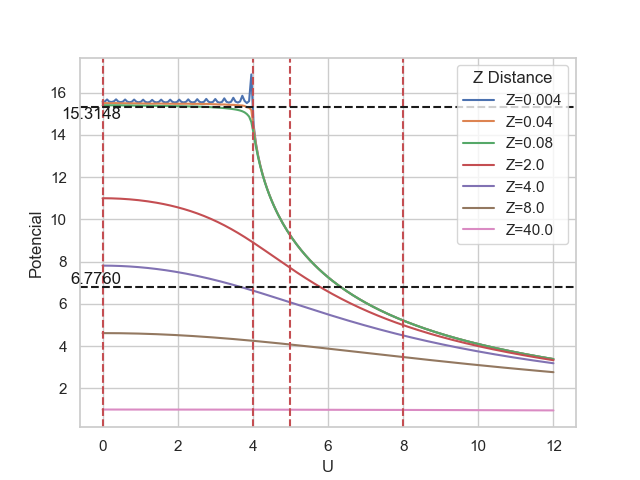 Z Distance
Z=0.004
Z=0.04
Z=0.08
Z=2.0
Z=4.0
Z=8.0
Z=40.0
16
15.3148
14
12
10
8
6.7760
6
4
2
Potencial
0
2
4
6
8
10
12
U